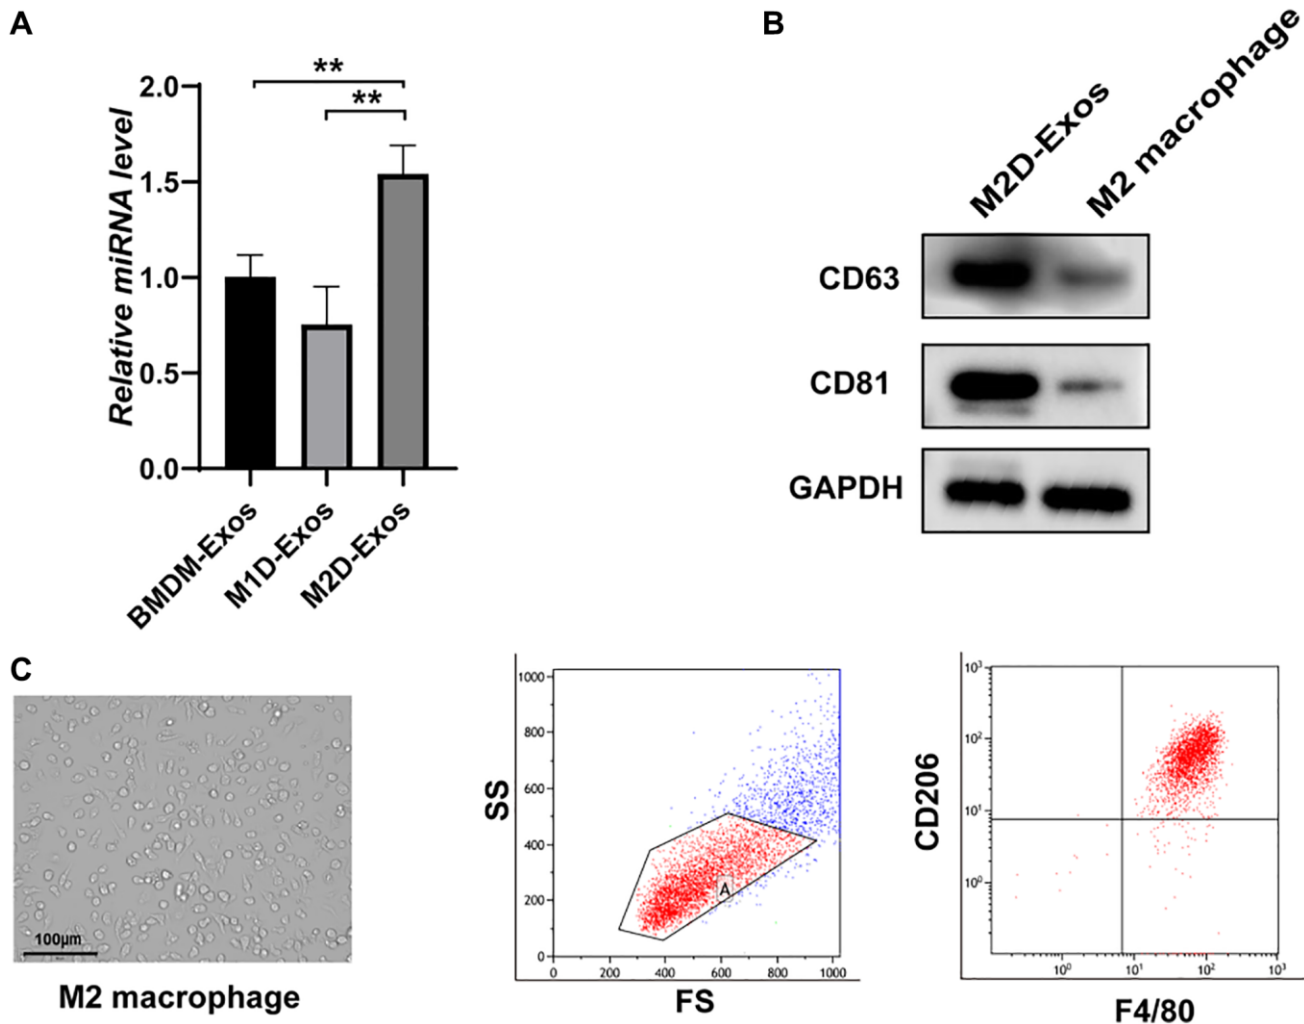 A
Relative miRNA level
2.0
1.5
1.0
0.5
0.0
**
**
BMDM-Exos
M1D-Exos
M2D-Exos
B
M2D-Exos
M2 macrophage
CD63
CD81
GAPDH
C
100µm
M2 macrophage
SS
1000
800
600
400
200
0
A
0 200 400 600 800 1000
FS
CD206
10³
10²
10¹
10⁰
10⁰ 10¹ 10² 10³
F4/80